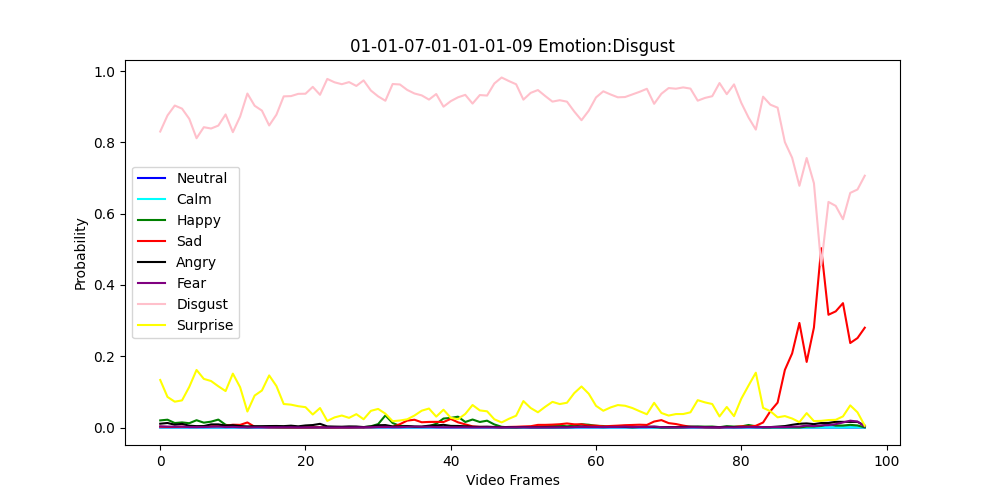 01-01-07-01-01-01-09 Emotion:Disgust
1.0
0.8
0.6
0.4
0.2
0.0
Probability
Neutral
Calm
Happy
Sad
Angry
Fear
Disgust
Surprise
0 20 40 60 80 100
Video Frames